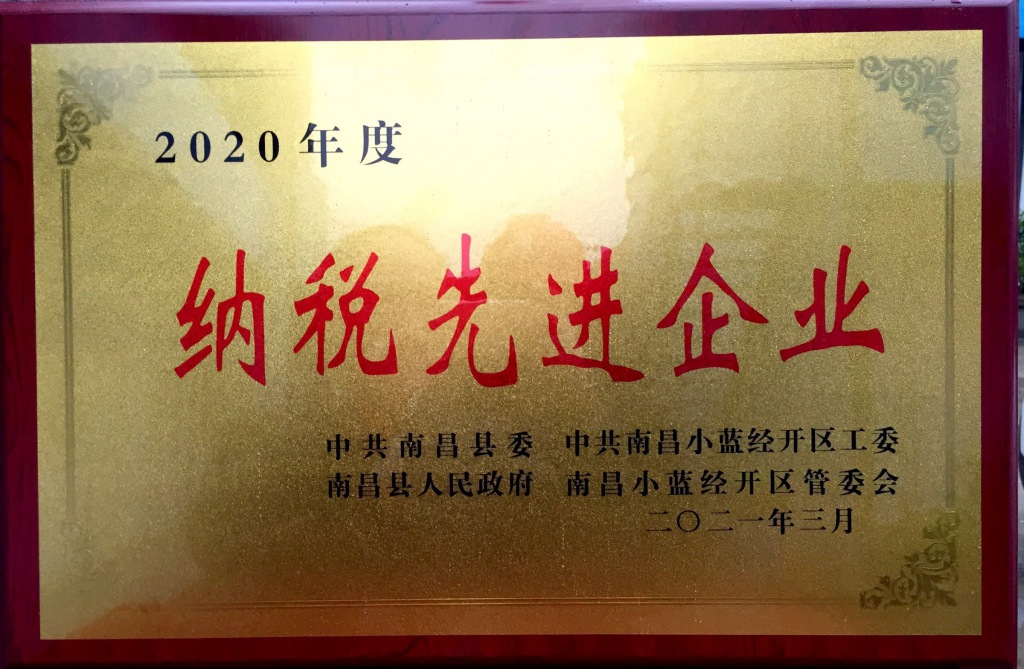 2020年度
纳税先进企业
中共南昌县委 中共南昌小蓝经开区工委
南昌县人民政府 南昌小蓝经开区管委会
二〇二一年三月